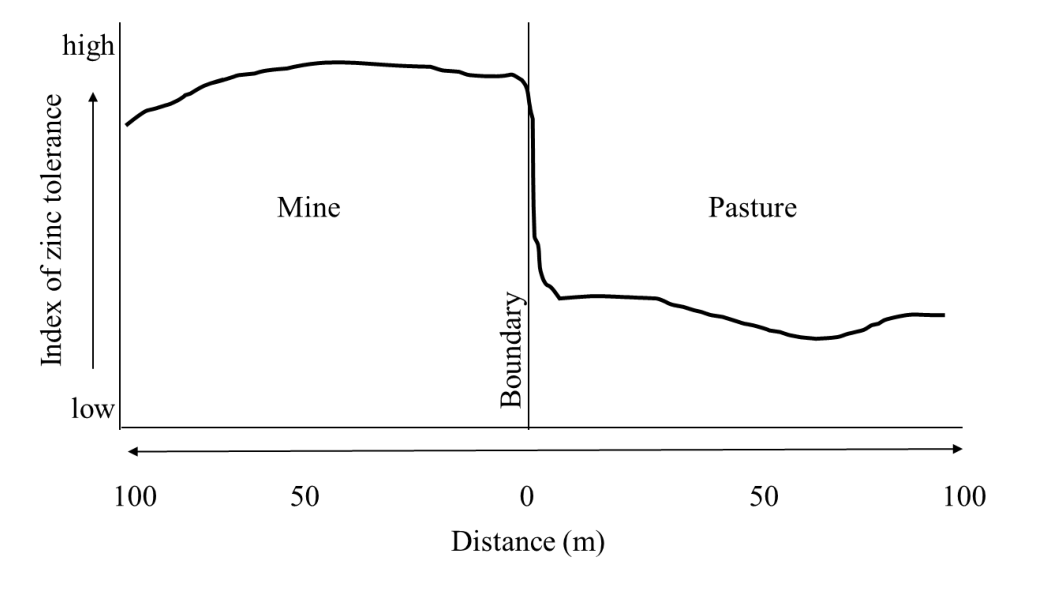 high
Index of zinc tolerance
low
Mine
Pasture
Boundary
100 50 0 50 100
Distance (m)